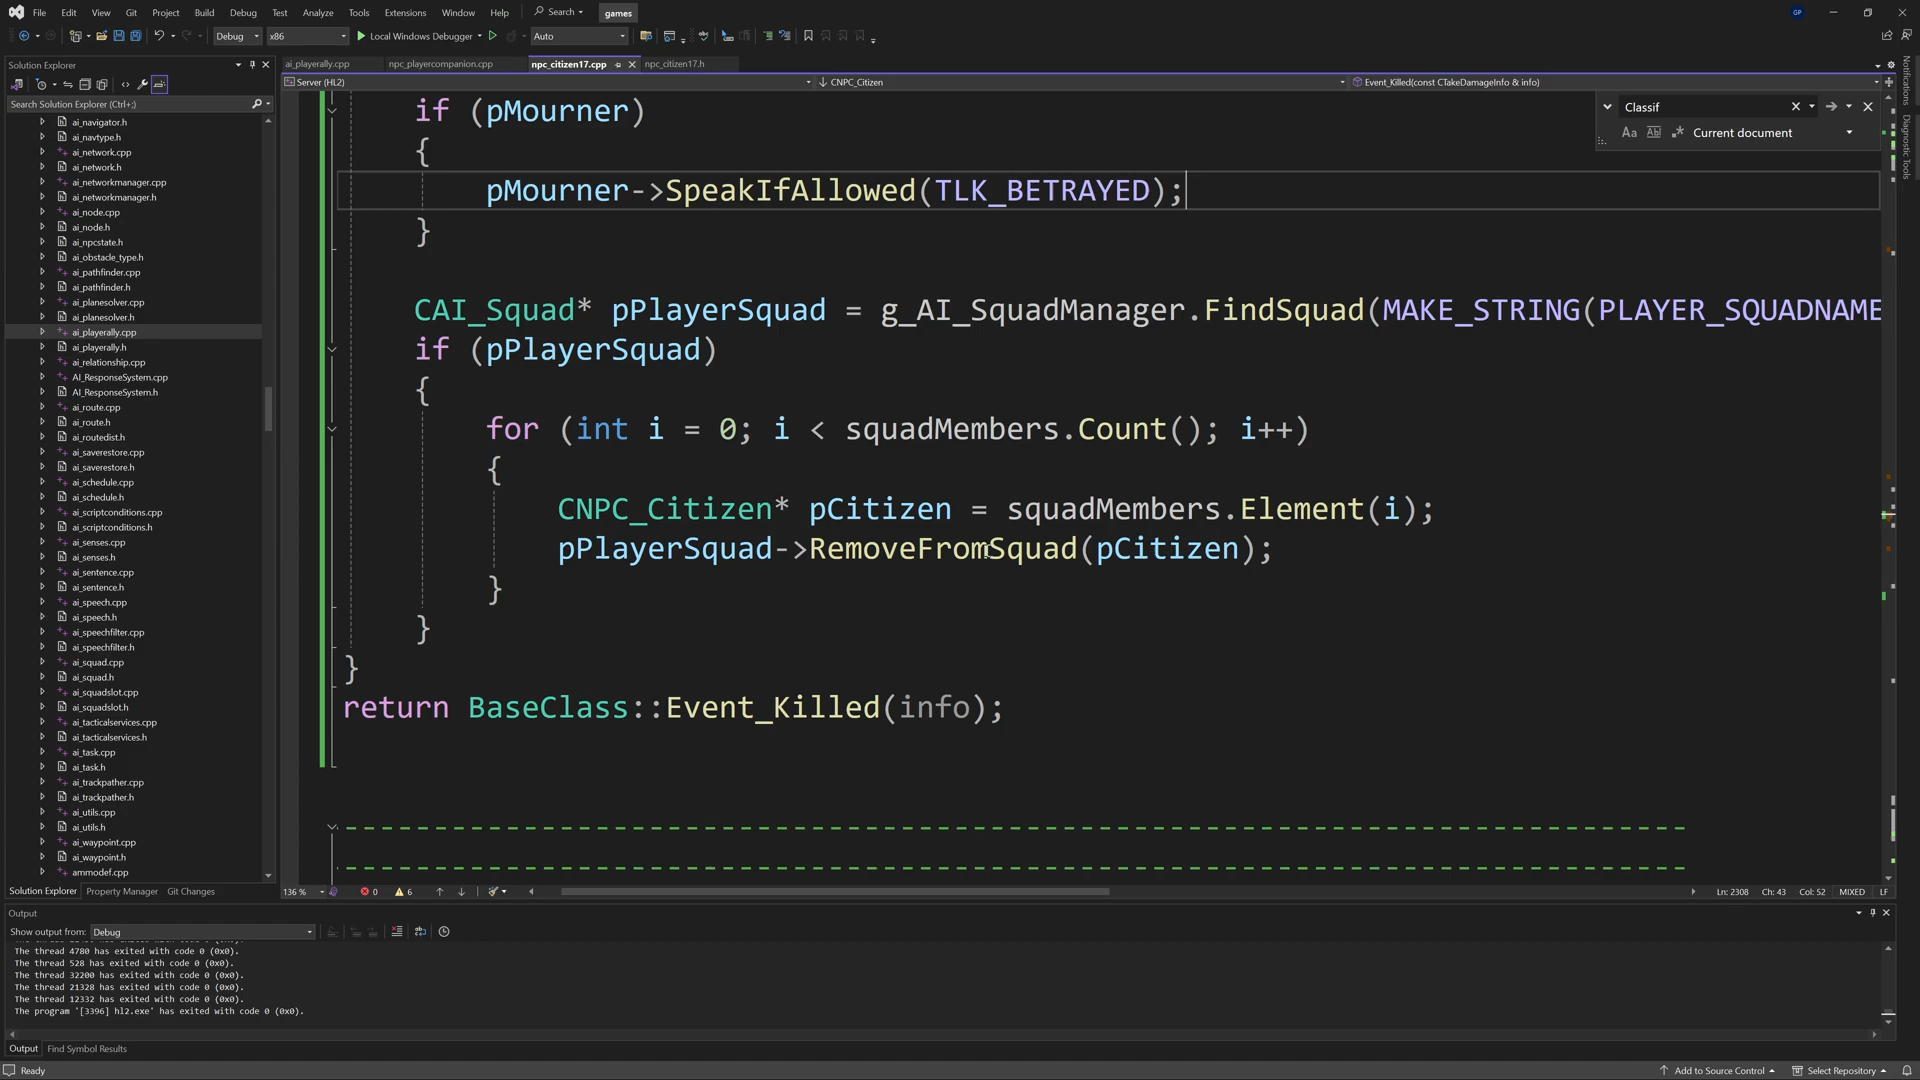 File Edit View Git Project Build Debug Test Analyze Tools Extensions Window Help Search games GP
Debug x86 Local Windows Debugger Auto
Solution Explorer
Search Solution Explorer (Ctrl+;)
ai_navigator.h
ai_navtype.h
ai_network.cpp
ai_network.h
ai_networkmanager.cpp
ai_networkmanager.h
ai_node.cpp
ai_node.h
ai_npcstate.h
ai_obstacle_type.h
ai_pathfinder.cpp
ai_pathfinder.h
ai_planesolver.cpp
ai_planesolver.h
ai_playerally.cpp
ai_playerally.h
ai_relationship.cpp
AI_ResponseSystem.cpp
AI_ResponseSystem.h
ai_route.cpp
ai_route.h
ai_routedist.h
ai_saverestore.cpp
ai_saverestore.h
ai_schedule.cpp
ai_schedule.h
ai_scriptconditions.cpp
ai_scriptconditions.h
ai_senses.cpp
ai_senses.h
ai_sentence.cpp
ai_sentence.h
ai_speech.cpp
ai_speech.h
ai_speechfilter.cpp
ai_speechfilter.h
ai_squad.cpp
ai_squad.h
ai_squadslot.cpp
ai_squadslot.h
ai_tacticalservices.cpp
ai_tacticalservices.h
ai_task.cpp
ai_task.h
ai_trackpather.cpp
ai_trackpather.h
ai_utils.cpp
ai_utils.h
ai_waypoint.cpp
ai_waypoint.h
ammodef.cpp
Solution Explorer Property Manager Git Changes
ai_playerally.cpp npc_playercompanion.cpp npc_citizen17.cpp npc_citizen17.h
Server (HL2) CNPC_Citizen Event_Killed(const CTakeDamageInfo & info)
Classif
Aa Current document
if (pMourner)
{
pMourner->SpeakIfAllowed(TLK_BETRAYED);
}
CAI_Squad* pPlayerSquad = g_AI_SquadManager.FindSquad(MAKE_STRING(PLAYER_SQUADNAME
if (pPlayerSquad)
{
for (int i = 0; i < squadMembers.Count(); i++)
{
CNPC_Citizen* pCitizen = squadMembers.Element(i);
pPlayerSquad->RemoveFromSquad(pCitizen);
}
}
}
return BaseClass::Event_Killed(info);
136 % 0 6 Ln: 2308 Ch: 43 Col: 52 MIXED LF
Notifications
Diagnostic Tools
Output
Show output from: Debug
The thread 4780 has exited with code 0 (0x0).
The thread 528 has exited with code 0 (0x0).
The thread 32200 has exited with code 0 (0x0).
The thread 21328 has exited with code 0 (0x0).
The thread 12332 has exited with code 0 (0x0).
The program '[3396] hl2.exe' has exited with code 0 (0x0).
Output Find Symbol Results
Ready Add to Source Control Select Repository